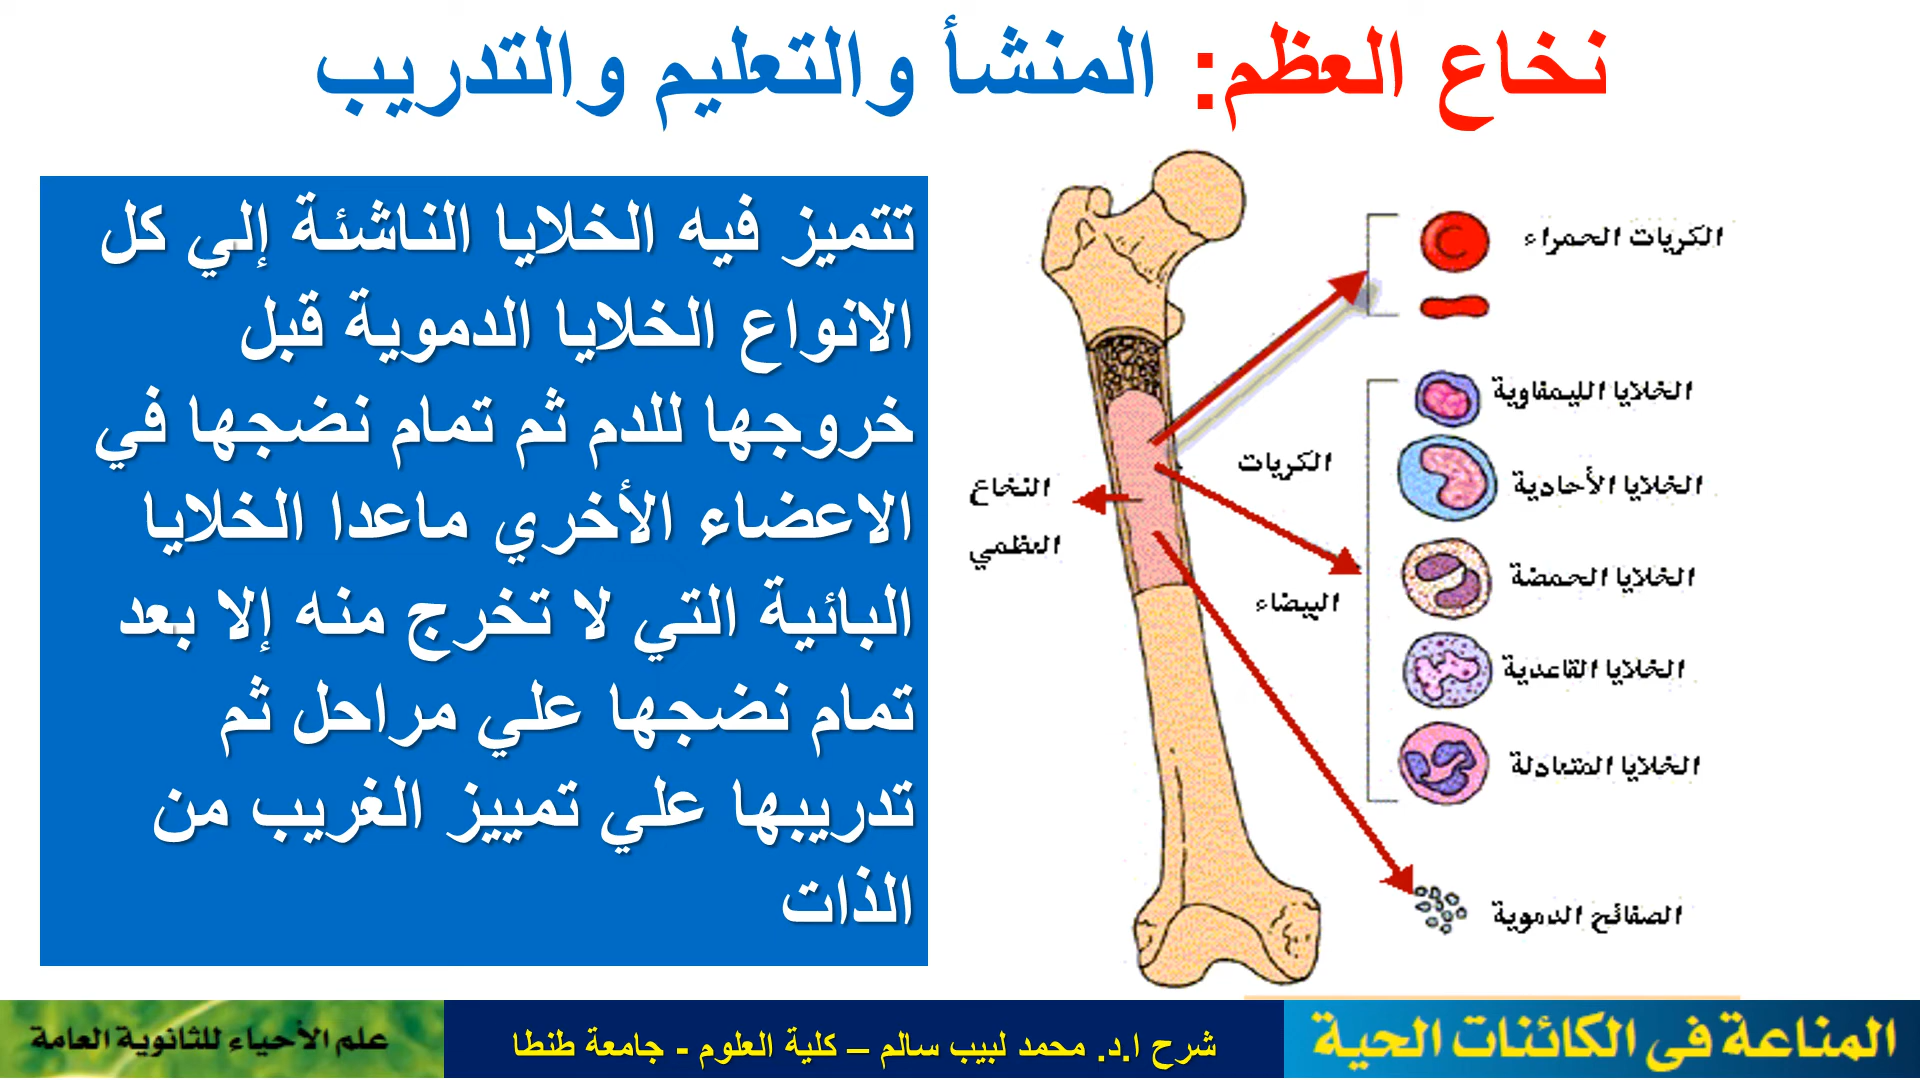 نخاع العظم: المنشأ والتعليم والتدريب
تتميز فيه الخلايا الناشئة إلي كل
الانواع الخلايا الدموية قبل
خروجها للدم ثم تمام نضجها في
الاعضاء الأخري ماعدا الخلايا
البائية التي لا تخرج منه إلا بعد
تمام نضجها علي مراحل ثم
تدريبها علي تمييز الغريب من
الذات
الكريات الحمراء
الخلايا الليمفاوية
الخلايا الأحادية
الخلايا الحمضة
الخلايا القاعدية
الخلايا المتعادلة
الكريات
البيضاء
النخاع
العظمي
الصفائح الدموية
المناعة في الكائنات الحية
شرح ا.د. محمد لبيب سالم – كلية العلوم - جامعة طنطا
علم الأحياء للثانوية العامة